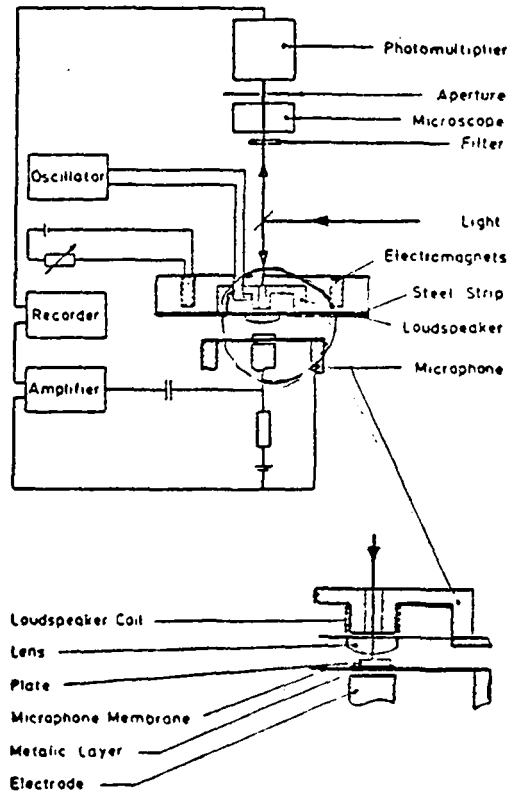 Photomultiplier
Aperture
Microscope
Filter
Oscillator
Light
Electromagnets
Steel Strip
Recorder
Loudspeaker
Microphone
Amplifier
Loudspeaker Coil
Lens
Plate
Microphone Membrane
Metalic Layer
Electrode